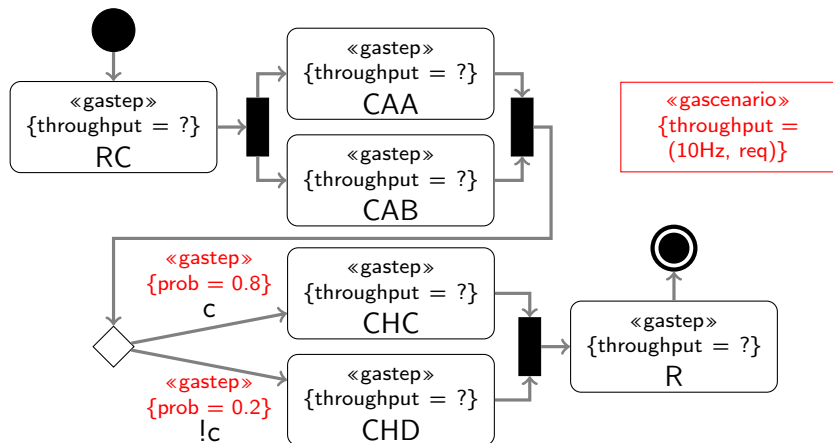 «gastep»
{throughput = ?}
RC
«gastep»
{throughput = ?}
CAA
«gastep»
{throughput = ?}
CAB
«gascenario»
{throughput =
(10Hz, req)}
«gastep»
{prob = 0.8}
c
«gastep»
{throughput = ?}
CHC
«gastep»
{prob = 0.2}
!c
«gastep»
{throughput = ?}
CHD
«gastep»
{throughput = ?}
R